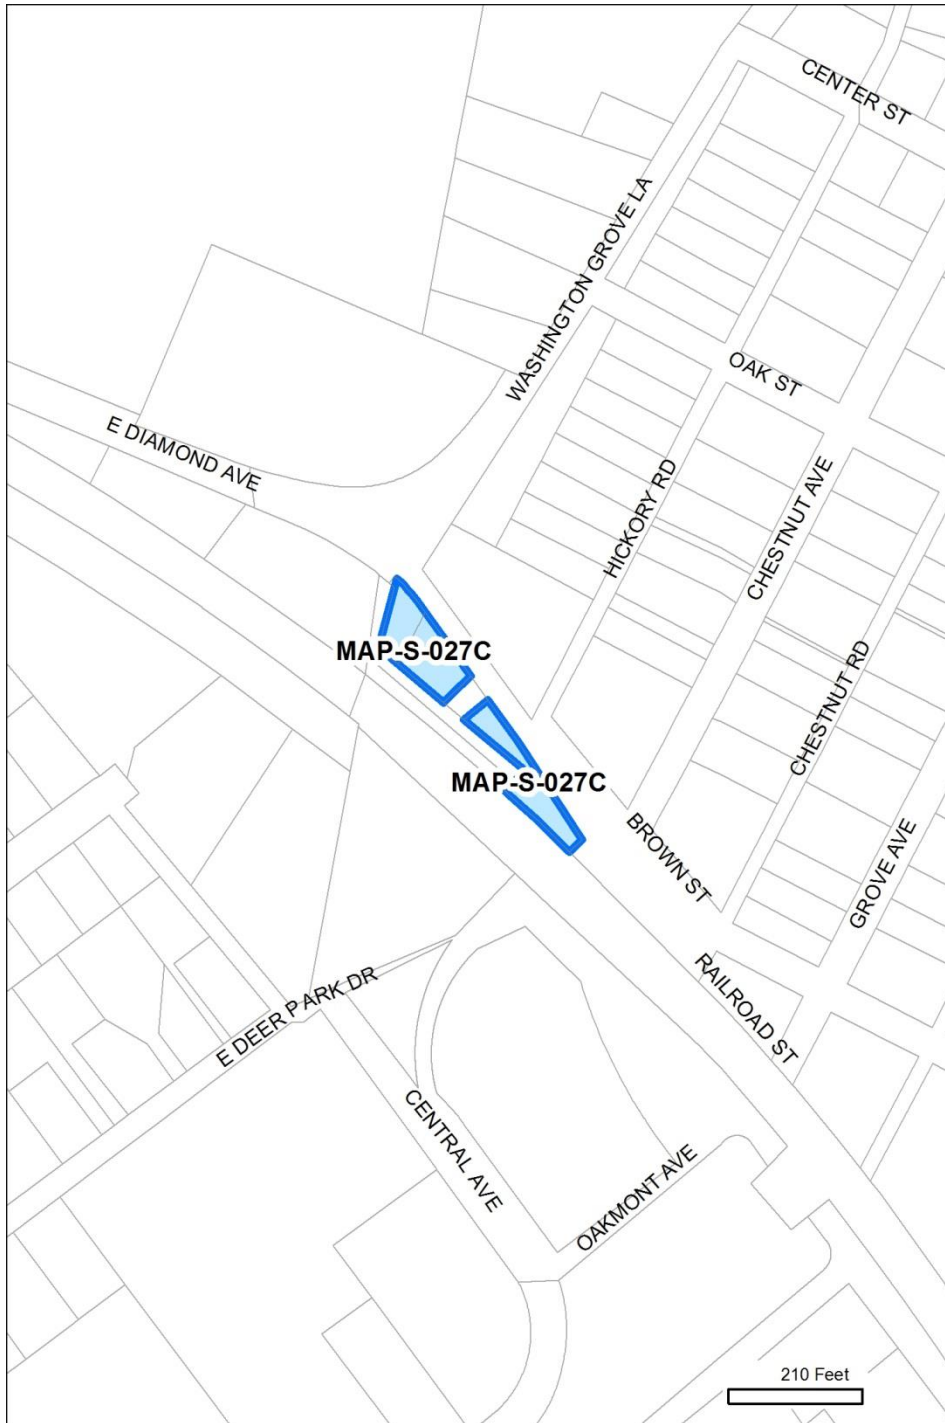 CENTER ST
WASHINGTON GROVE LA
OAK ST
E DIAMOND AVE
HICKORY RD
CHESTNUT AVE
MAP-S-027C
CHESTNUT RD
MAP-S-027C
BROWN ST
GROVE AVE
RAILROAD ST
E DEER PARK DR
CENTRAL AVE
OAKMONT AVE
210 Feet